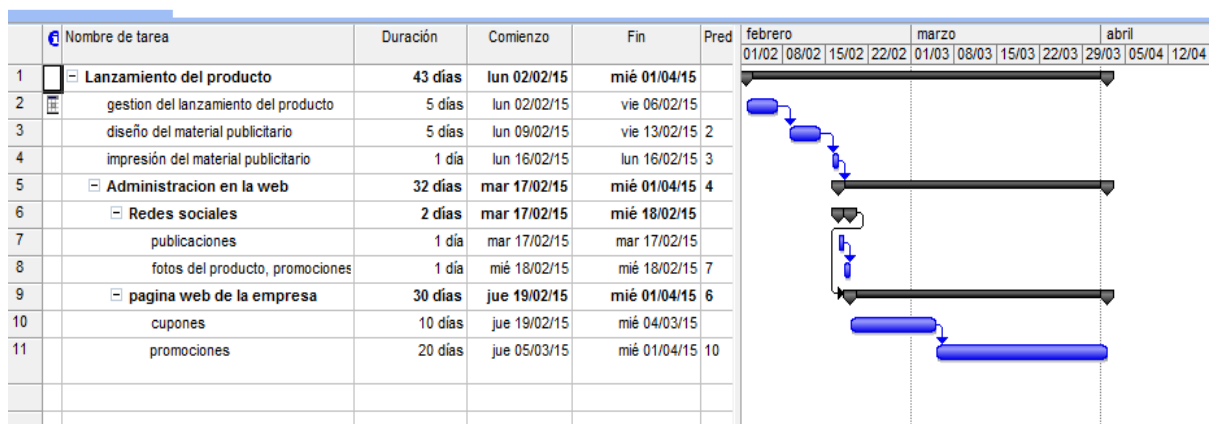 Nombre de tarea Duración Comienzo Fin Pred febrero marzo abril
01/02 08/02 15/02 22/02 01/03 08/03 15/03 22/03 29/03 05/04 12/04
1 Lanzamiento del producto 43 días lun 02/02/15 mié 01/04/15
2 gestion del lanzamiento del producto 5 días lun 02/02/15 vie 06/02/15
3 diseño del material publicitario 5 días lun 09/02/15 vie 13/02/15 2
4 impresión del material publicitario 1 día lun 16/02/15 lun 16/02/15 3
5 Administracion en la web 32 días mar 17/02/15 mié 01/04/15 4
6 Redes sociales 2 días mar 17/02/15 mié 18/02/15
7 publicaciones 1 día mar 17/02/15 mar 17/02/15
8 fotos del producto, promociones 1 día mié 18/02/15 mié 18/02/15 7
9 pagina web de la empresa 30 días jue 19/02/15 mié 01/04/15 6
10 cupones 10 días jue 19/02/15 mié 04/03/15
11 promociones 20 días jue 05/03/15 mié 01/04/15 10